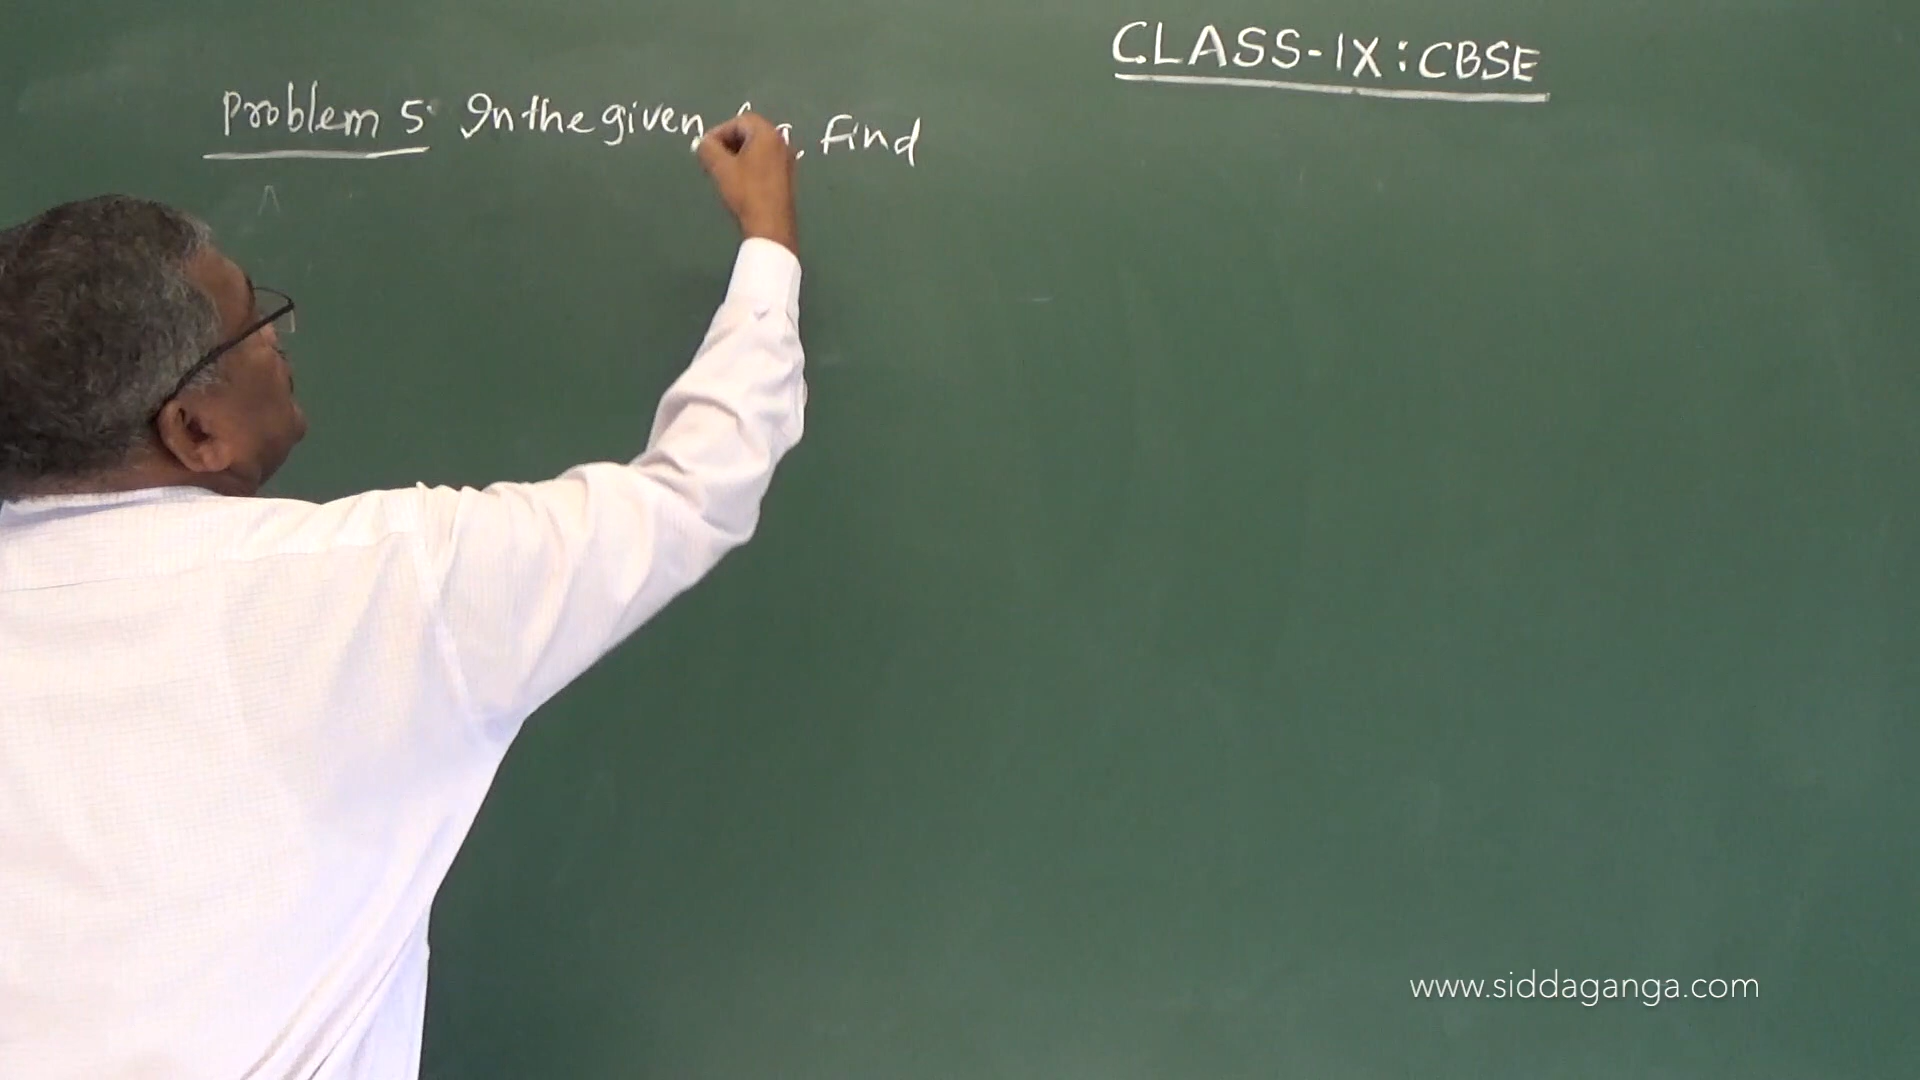 CLASS-IX: CBSE
Problem 5. In the given Find
www.siddaganga.com